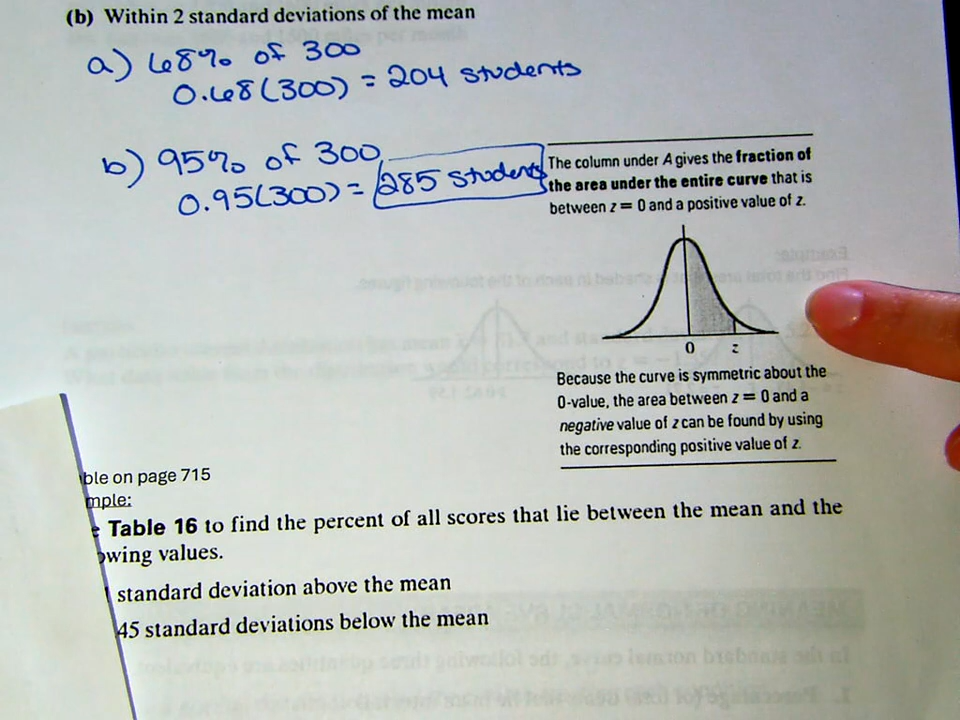 (b) Within 2 standard deviations of the mean
a) 68% of 300
0.68(300) = 204 students
b) 95% of 300
0.95(300) = 285 students
The column under A gives the fraction of
the area under the entire curve that is
between z = 0 and a positive value of z.
0 z
Because the curve is symmetric about the
0-value, the area between z = 0 and a
negative value of z can be found by using
the corresponding positive value of z.
ble on page 715
mple:
Table 16 to find the percent of all scores that lie between the mean and the
owing values.
standard deviation above the mean
45 standard deviations below the mean